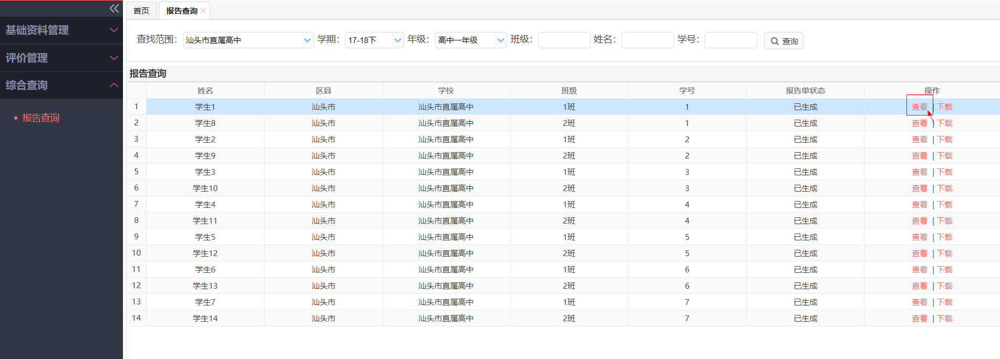 首页 报告查询
基础资料管理
评价管理
综合查询
报告查询
查找范围： 汕头市直属高中 学期： 17-18下 年级： 高中一年级 班级： 姓名： 学号： 查询
报告查询
姓名 区县 学校 班级 学号 报告单状态 操作
1 学生1 汕头市 汕头市直属高中 1班 1 已生成 查看 | 下载
2 学生8 汕头市 汕头市直属高中 2班 1 已生成 查看 | 下载
3 学生2 汕头市 汕头市直属高中 1班 2 已生成 查看 | 下载
4 学生9 汕头市 汕头市直属高中 2班 2 已生成 查看 | 下载
5 学生3 汕头市 汕头市直属高中 1班 3 已生成 查看 | 下载
6 学生10 汕头市 汕头市直属高中 2班 3 已生成 查看 | 下载
7 学生4 汕头市 汕头市直属高中 1班 4 已生成 查看 | 下载
8 学生11 汕头市 汕头市直属高中 2班 4 已生成 查看 | 下载
9 学生5 汕头市 汕头市直属高中 1班 5 已生成 查看 | 下载
10 学生12 汕头市 汕头市直属高中 2班 5 已生成 查看 | 下载
11 学生6 汕头市 汕头市直属高中 1班 6 已生成 查看 | 下载
12 学生13 汕头市 汕头市直属高中 2班 6 已生成 查看 | 下载
13 学生7 汕头市 汕头市直属高中 1班 7 已生成 查看 | 下载
14 学生14 汕头市 汕头市直属高中 2班 7 已生成 查看 | 下载